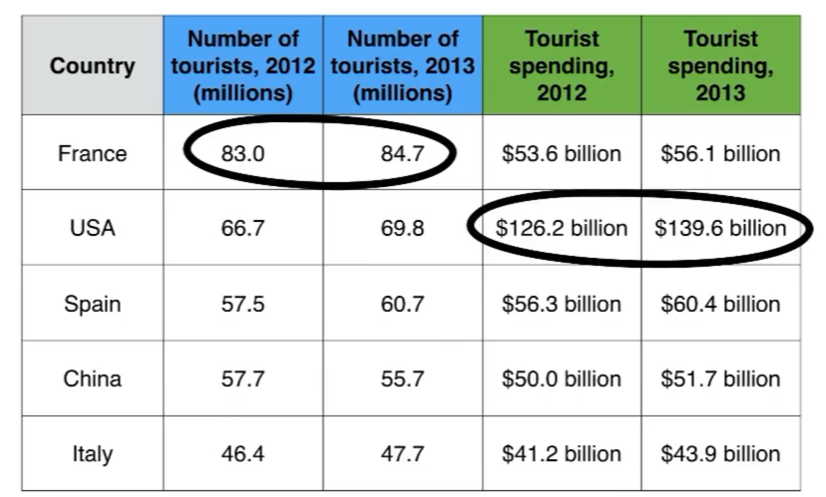 Country | Number of tourists, 2012 (millions) | Number of tourists, 2013 (millions) | Tourist spending, 2012 | Tourist spending, 2013
France | 83.0 | 84.7 | $53.6 billion | $56.1 billion
USA | 66.7 | 69.8 | $126.2 billion | $139.6 billion
Spain | 57.5 | 60.7 | $56.3 billion | $60.4 billion
China | 57.7 | 55.7 | $50.0 billion | $51.7 billion
Italy | 46.4 | 47.7 | $41.2 billion | $43.9 billion